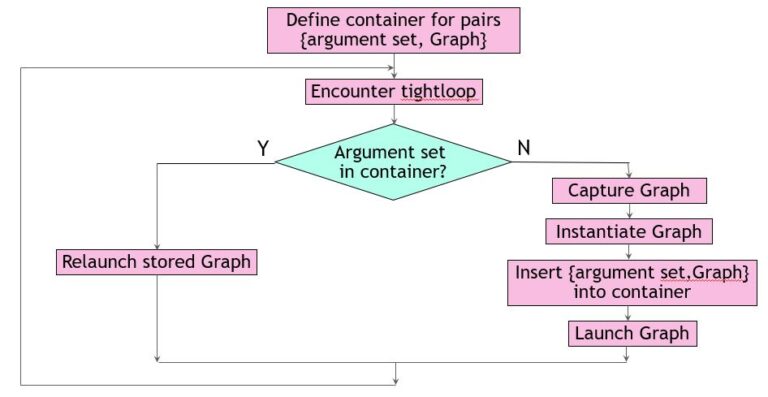 Define container for pairs
{argument set, Graph}
Encounter tightloop
Y
Argument set
in container?
N
Capture Graph
Instantiate Graph
Relaunch stored Graph
Insert {argument set,Graph}
into container
Launch Graph